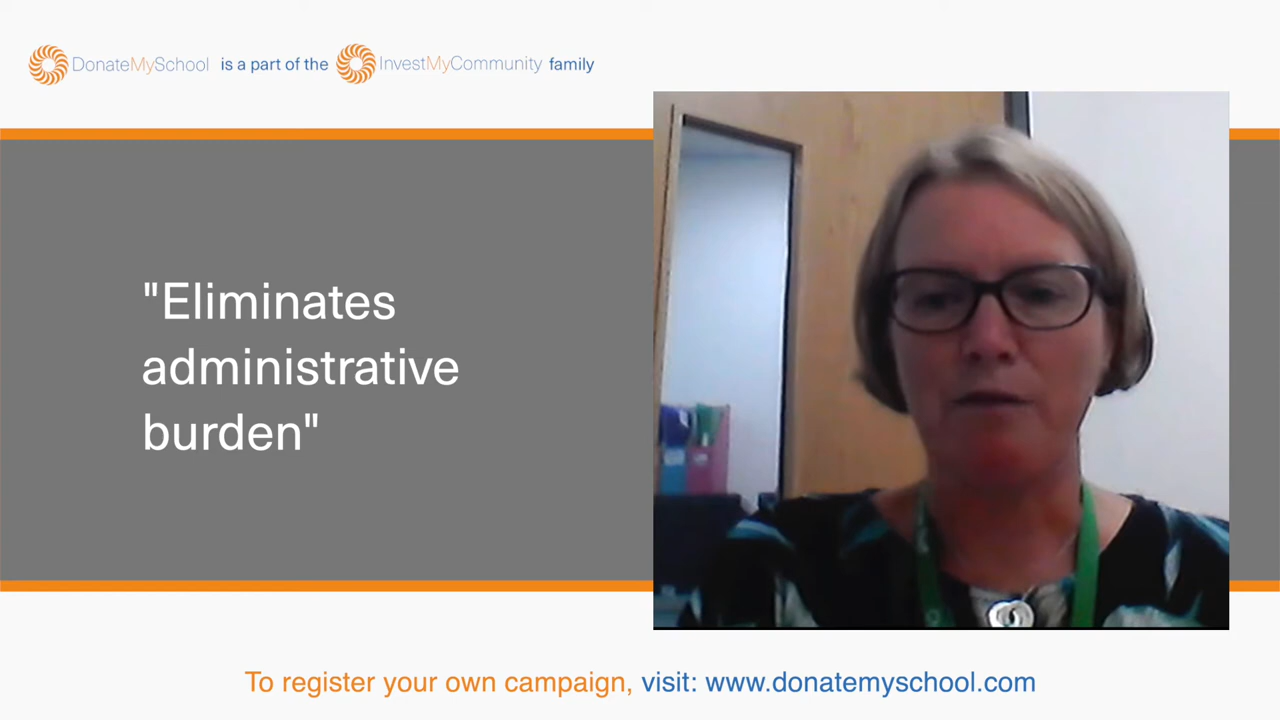 DonateMySchool is a part of the InvestMyCommunity family
"Eliminates
administrative
burden"
To register your own campaign, visit: www.donatemyschool.com